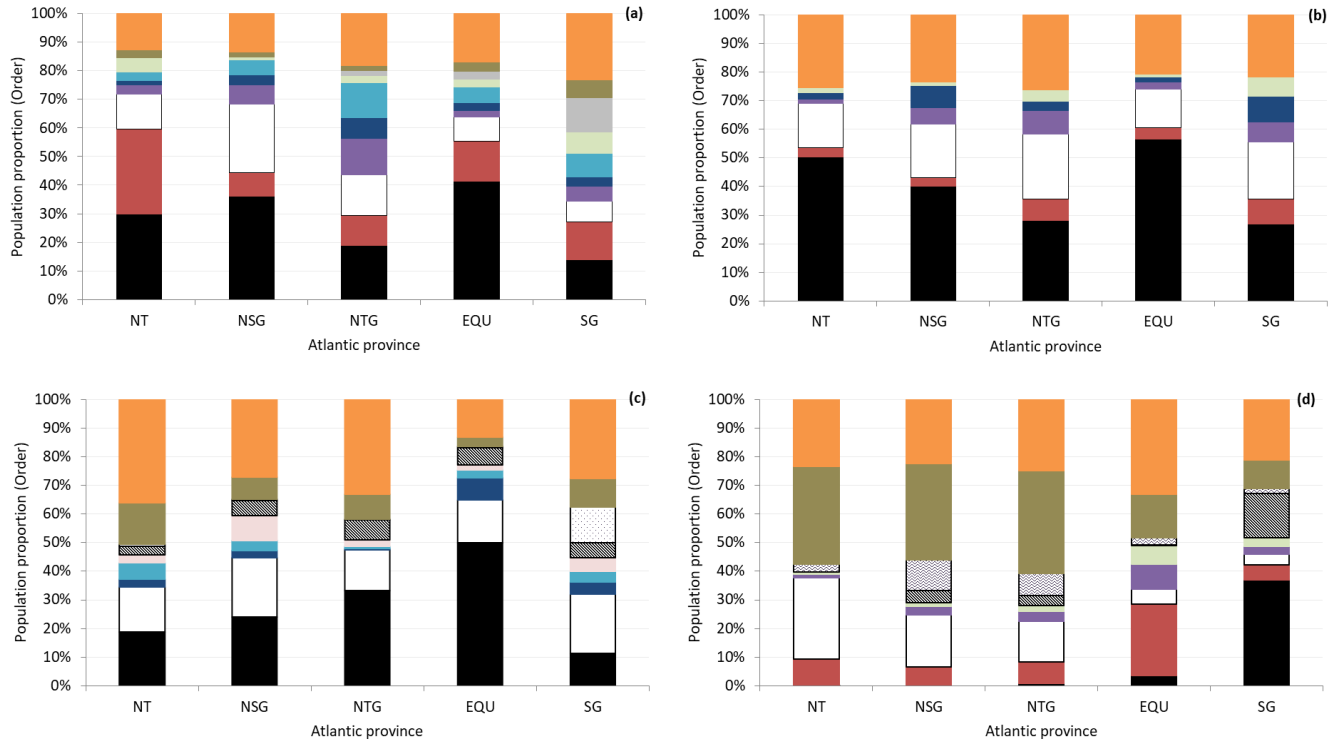 (a)
Population proportion (Order)
100%
90%
80%
70%
60%
50%
40%
30%
20%
10%
0%
NT NSG NTG EQU SG
Atlantic province
(b)
Population proportion (Order)
100%
90%
80%
70%
60%
50%
40%
30%
20%
10%
0%
NT NSG NTG EQU SG
Atlantic province
(c)
Population proportion (Order)
100%
90%
80%
70%
60%
50%
40%
30%
20%
10%
0%
NT NSG NTG EQU SG
Atlantic province
(d)
Population proportion (Order)
100%
90%
80%
70%
60%
50%
40%
30%
20%
10%
0%
NT NSG NTG EQU SG
Atlantic province